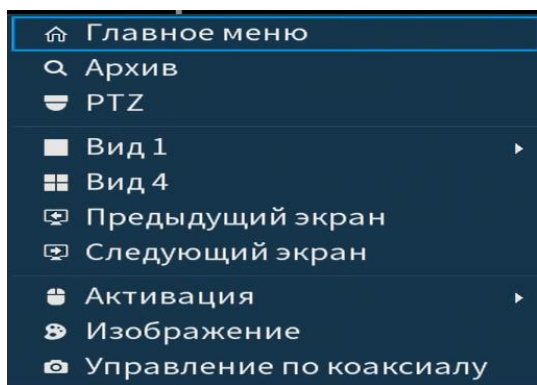 Главное меню
Архив
PTZ
Вид 1
Вид 4
Предыдущий экран
Следующий экран
Активация
Изображение
Управление по коаксиалу